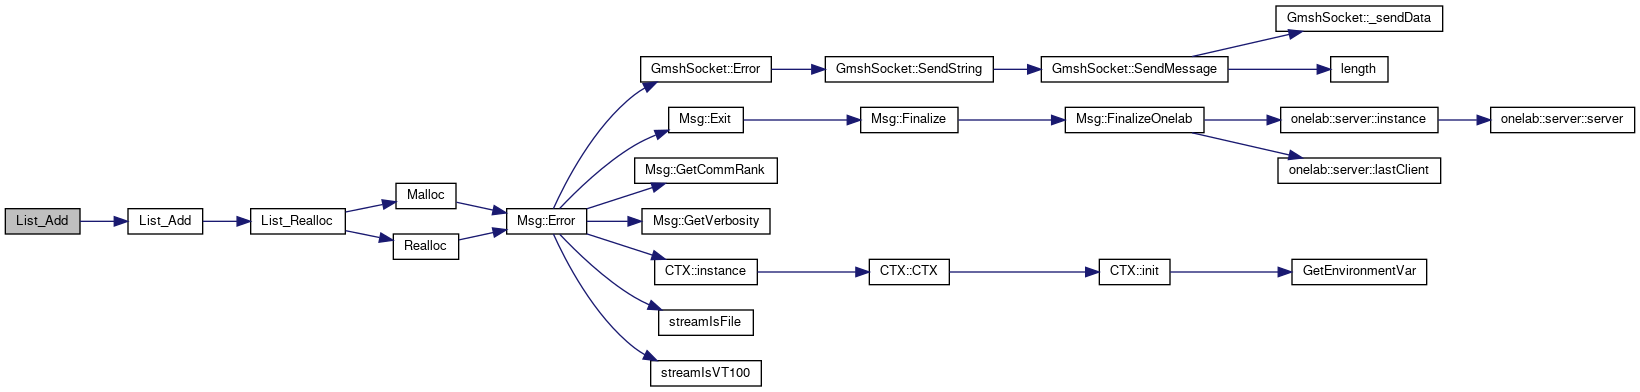 GmshSocket::_sendData
GmshSocket::Error
GmshSocket::SendString
GmshSocket::SendMessage
length
Msg::Exit
Msg::Finalize
Msg::FinalizeOnelab
onelab::server::instance
onelab::server::server
Msg::GetCommRank
onelab::server::lastClient
Malloc
List_Add
List_Add
List_Realloc
Msg::Error
Msg::GetVerbosity
Realloc
CTX::instance
CTX::CTX
CTX::init
GetEnvironmentVar
streamIsFile
streamIsVT100